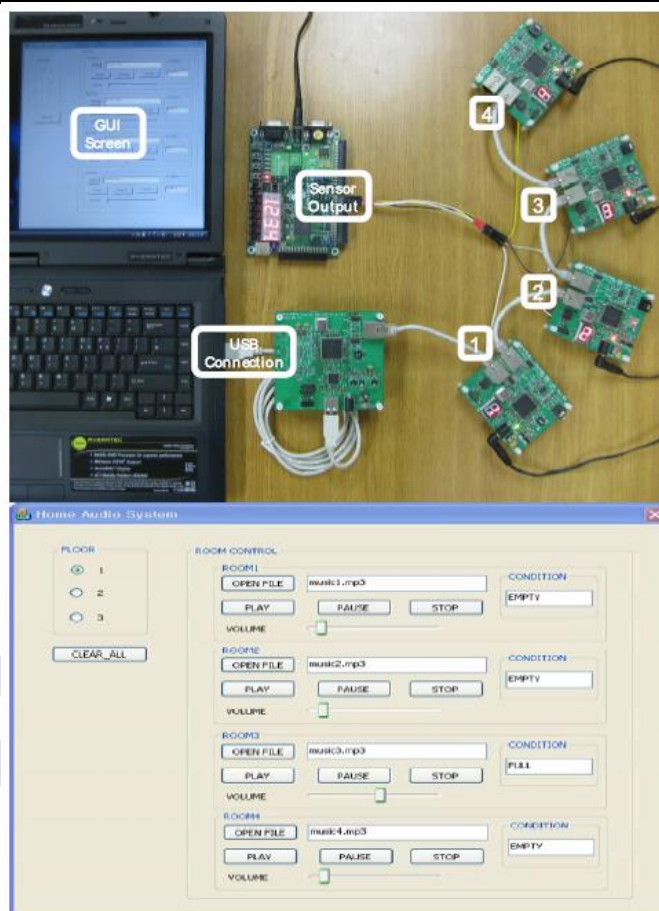 GUI
Screen
Sensor
Output
USB
Connection
4
3
2
1
Home Audio System
FLOOR
1
2
3
CLEAR_ALL
ROOM CONTROL
ROOM1
OPEN FILE music1.mp3
PLAY PAUSE STOP
VOLUME
CONDITION
EMPTY
ROOM2
OPEN FILE music2.mp3
PLAY PAUSE STOP
VOLUME
CONDITION
EMPTY
ROOM3
OPEN FILE music3.mp3
PLAY PAUSE STOP
VOLUME
CONDITION
FULL
ROOM4
OPEN FILE music4.mp3
PLAY PAUSE STOP
VOLUME
CONDITION
EMPTY